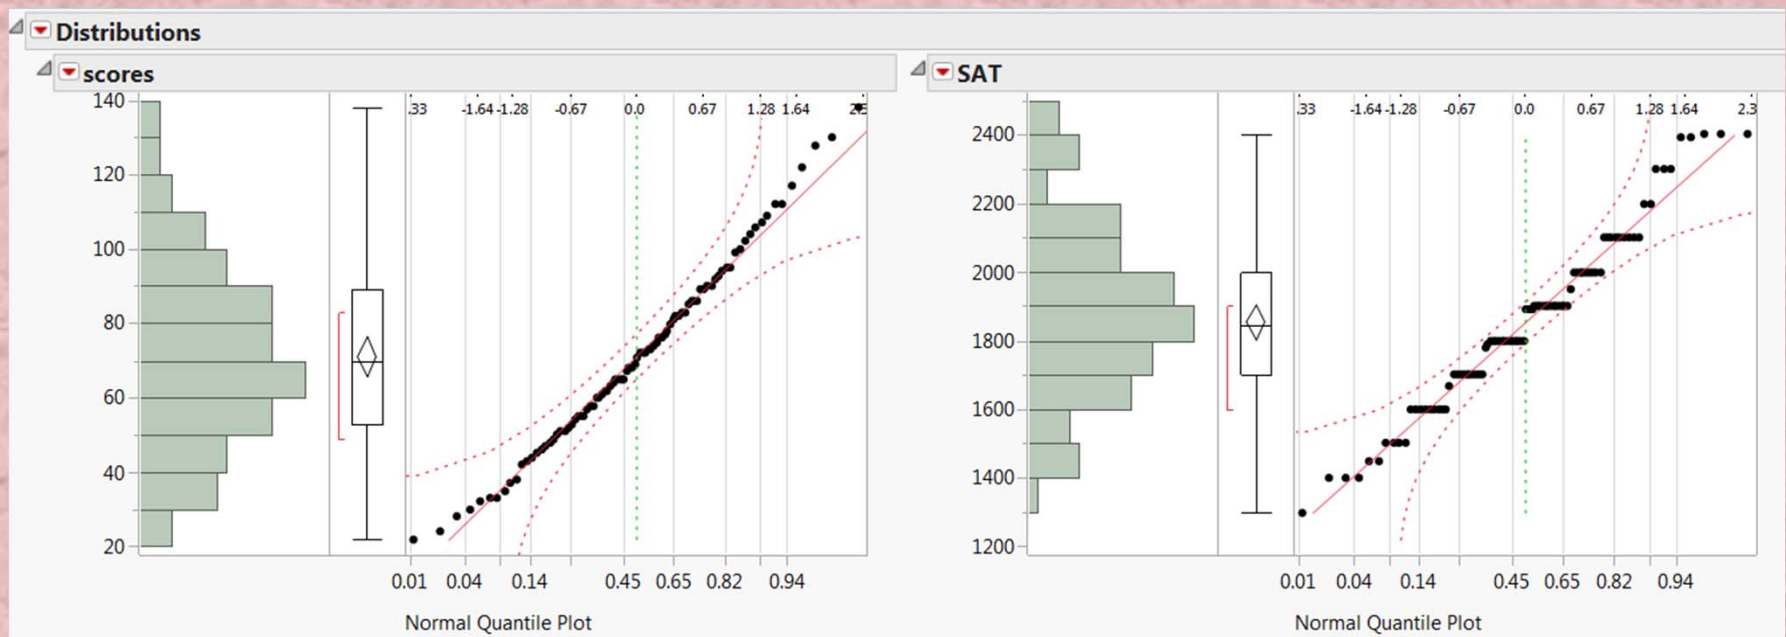 Distributions
scores
140
120
100
80
60
40
20
.33 -1.64 -1.28 -0.67 0.0 0.67 1.28 1.64 2.3
0.01 0.04 0.14 0.45 0.65 0.82 0.94
Normal Quantile Plot
SAT
2400
2200
2000
1800
1600
1400
1200
.33 -1.64 -1.28 -0.67 0.0 0.67 1.28 1.64 2.3
0.01 0.04 0.14 0.45 0.65 0.82 0.94
Normal Quantile Plot